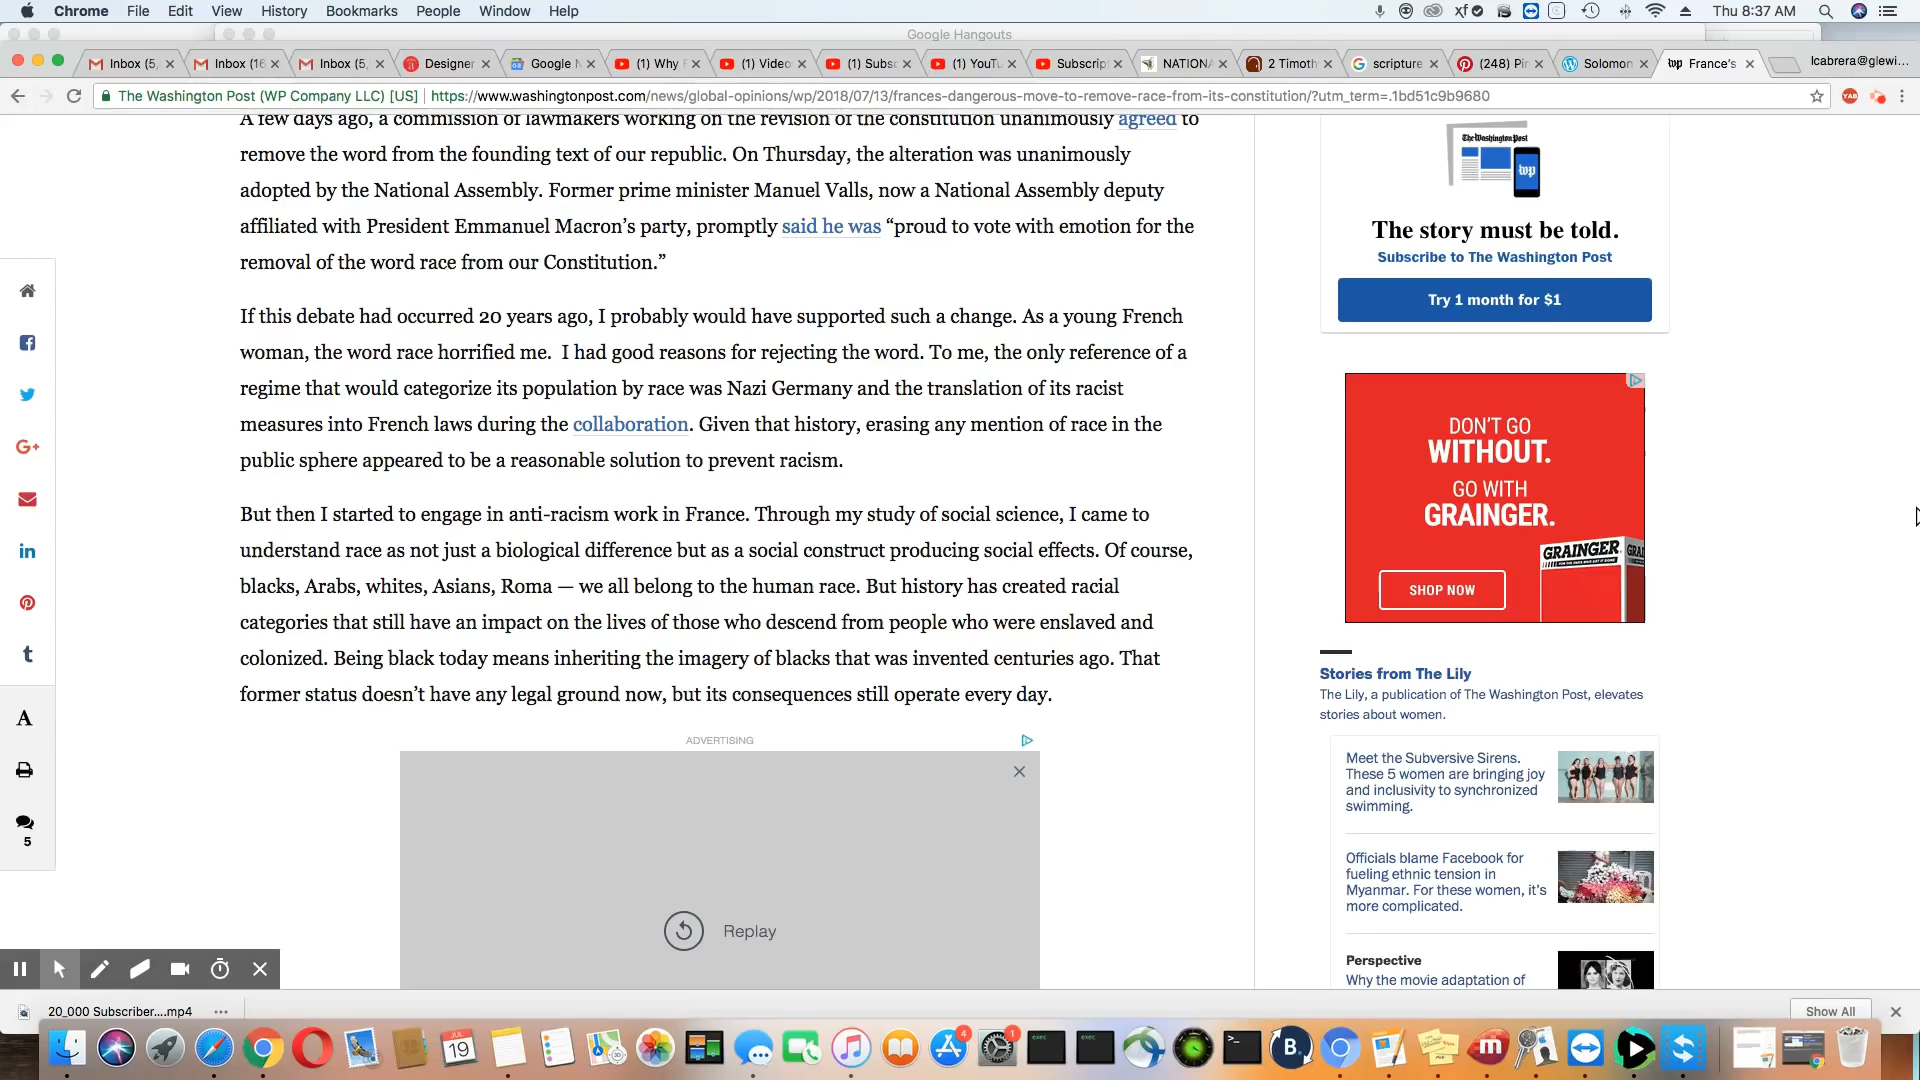 Chrome File Edit View History Bookmarks People Window Help Thu 8:37 AM
Google Hangouts
Inbox (5, Inbox (16 Inbox (5, Designer Google N (1) Why F (1) Video (1) Subsc (1) YouTu Subscrip NATIONA 2 Timoth scripture (248) Pin Solomon France's lcabrera@glewi...
The Washington Post (WP Company LLC) [US] https://www.washingtonpost.com/news/global-opinions/wp/2018/07/13/frances-dangerous-move-to-remove-race-from-its-constitution/?utm_term=.1bd51c9b9680
A few days ago, a commission of lawmakers working on the revision of the constitution unanimously agreed to
remove the word from the founding text of our republic. On Thursday, the alteration was unanimously
adopted by the National Assembly. Former prime minister Manuel Valls, now a National Assembly deputy
affiliated with President Emmanuel Macron's party, promptly said he was “proud to vote with emotion for the
removal of the word race from our Constitution.”
If this debate had occurred 20 years ago, I probably would have supported such a change. As a young French
woman, the word race horrified me. I had good reasons for rejecting the word. To me, the only reference of a
regime that would categorize its population by race was Nazi Germany and the translation of its racist
measures into French laws during the collaboration. Given that history, erasing any mention of race in the
public sphere appeared to be a reasonable solution to prevent racism.
But then I started to engage in anti-racism work in France. Through my study of social science, I came to
understand race as not just a biological difference but as a social construct producing social effects. Of course,
blacks, Arabs, whites, Asians, Roma — we all belong to the human race. But history has created racial
categories that still have an impact on the lives of those who descend from people who were enslaved and
colonized. Being black today means inheriting the imagery of blacks that was invented centuries ago. That
former status doesn't have any legal ground now, but its consequences still operate every day.
ADVERTISING
Replay
A
5
The Washington Post
wp
The story must be told.
Subscribe to The Washington Post
Try 1 month for $1
DON'T GO
WITHOUT.
GO WITH
GRAINGER.
GRAINGER
SHOP NOW
Stories from The Lily
The Lily, a publication of The Washington Post, elevates
stories about women.
Meet the Subversive Sirens.
These 5 women are bringing joy
and inclusivity to synchronized
swimming.
Officials blame Facebook for
fueling ethnic tension in
Myanmar. For these women, it's
more complicated.
Perspective
Why the movie adaptation of
20_000 Subscriber....mp4
Show All
JUL
19
4
1
exec
exec
B.